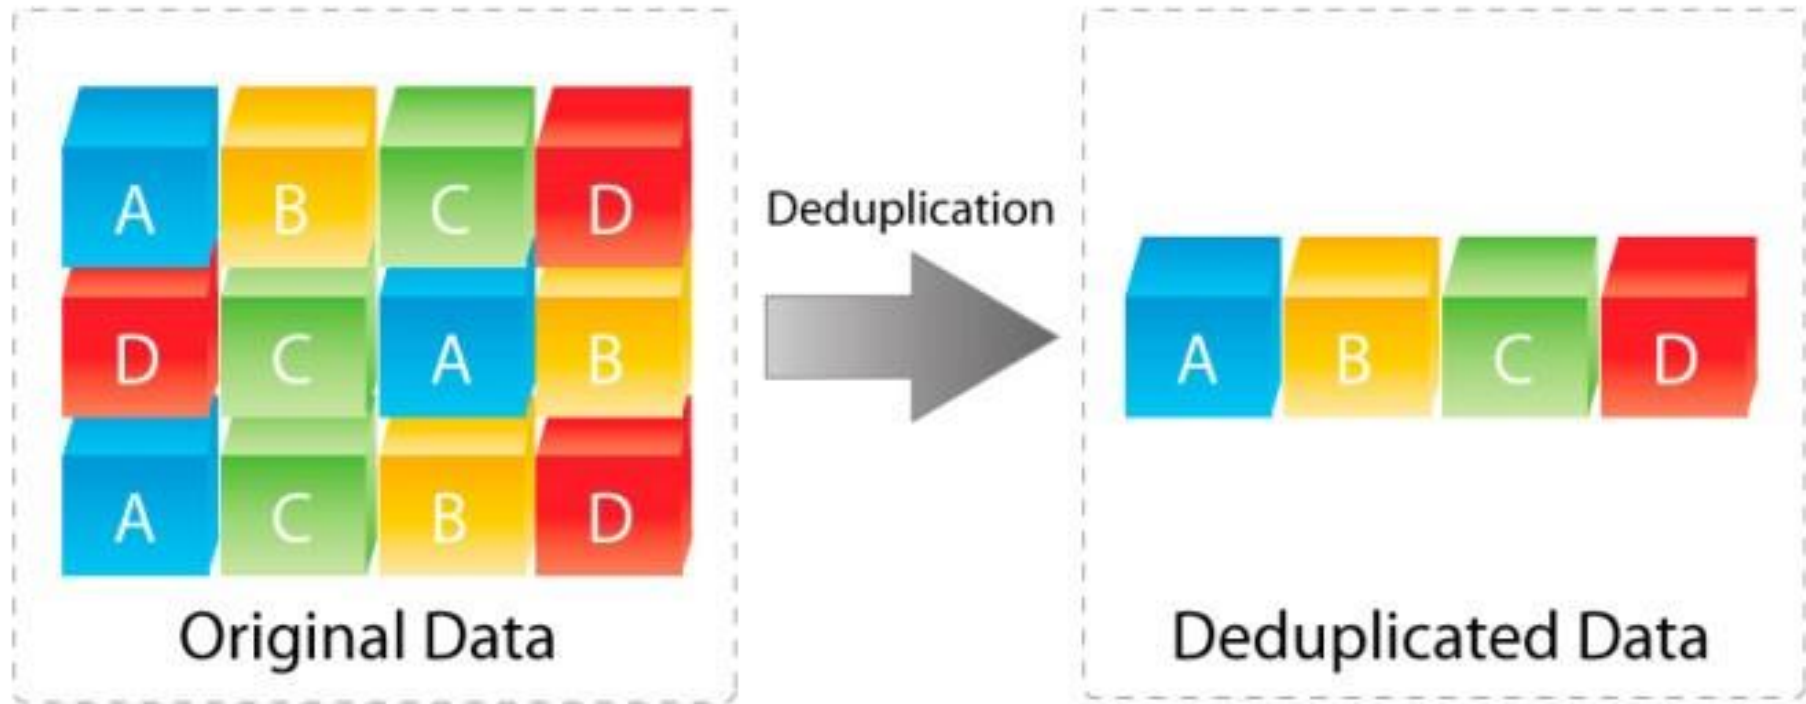 A B C D
D C A B
A C B D
Original Data
Deduplication
A B C D
Deduplicated Data